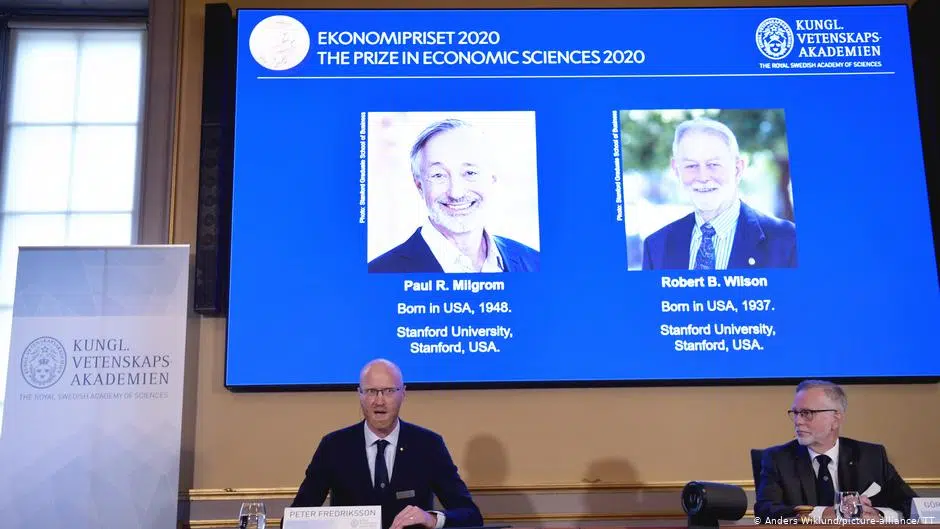 EKONOMIPRISET 2020
THE PRIZE IN ECONOMIC SCIENCES 2020
KUNGL.
VETENSKAPS-
AKADEMIEN
THE ROYAL SWEDISH ACADEMY OF SCIENCES
Photo: Stanford Graduate School of Business
Photo: Stanford Graduate School of Business
Paul R. Milgrom
Born in USA, 1948.
Stanford University,
Stanford, USA.
Robert B. Wilson
Born in USA, 1937.
Stanford University,
Stanford, USA.
KUNGL.
VETENSKAPS
AKADEMIEN
THE ROYAL SWEDISH ACADEMY OF SCIENCES
PETER FREDRIKSSON
GÖR
© Anders Wiklund/picture-alliance/TT